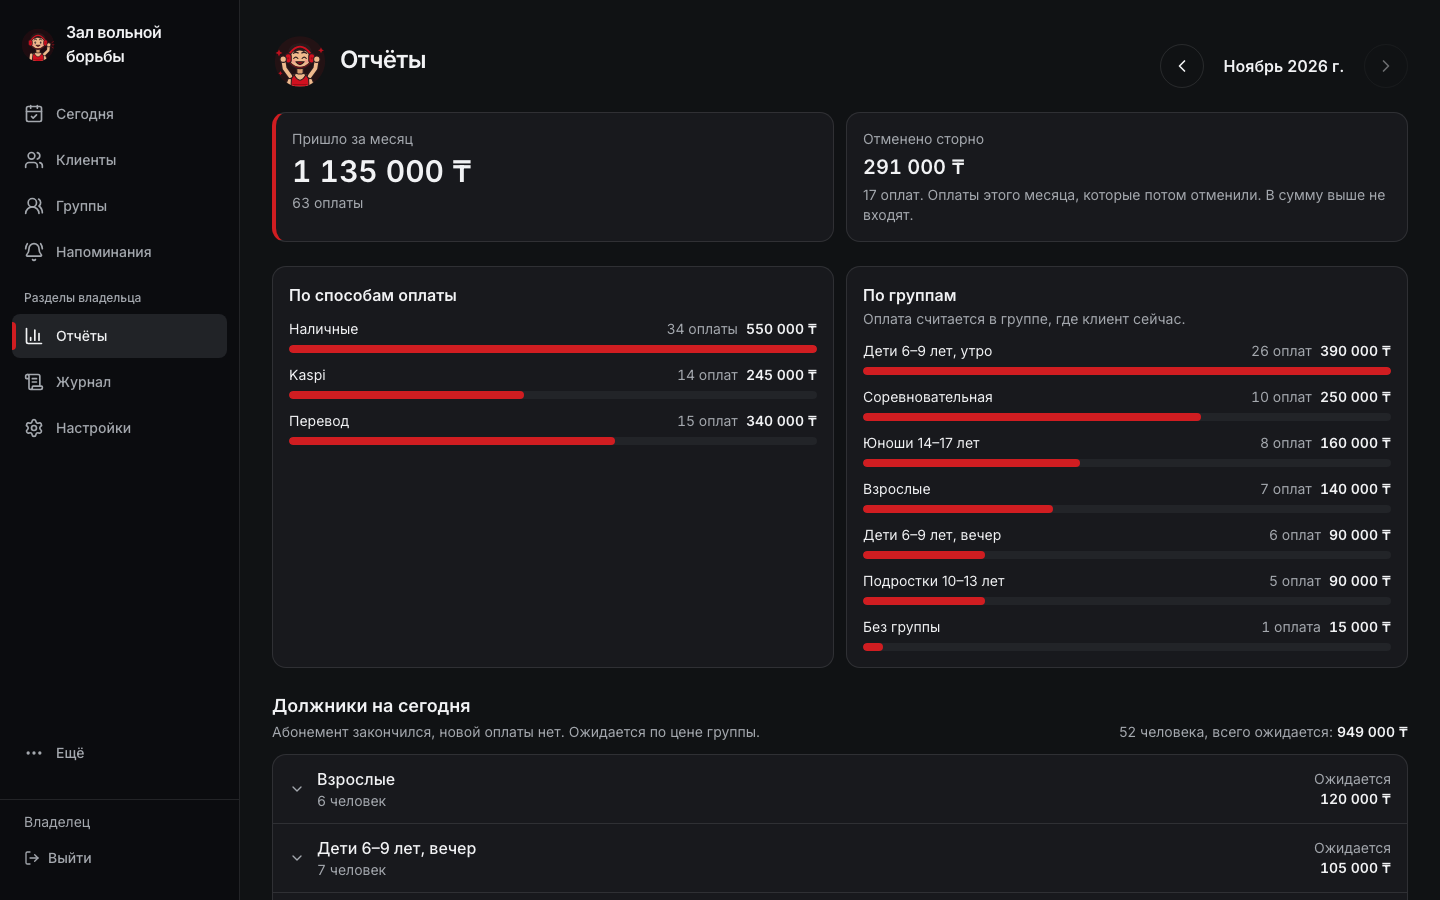 Зал вольной
борьбы
Сегодня
Клиенты
Группы
Напоминания
Разделы владельца
Отчёты
Журнал
Настройки
Ещё
Владелец
Выйти
Отчёты
Ноябрь 2026 г.
Пришло за месяц
1 135 000 ₸
63 оплаты
Отменено сторно
291 000 ₸
17 оплат. Оплаты этого месяца, которые потом отменили. В сумму выше не
входят.
По способам оплаты
Наличные 34 оплаты 550 000 ₸
Kaspi 14 оплат 245 000 ₸
Перевод 15 оплат 340 000 ₸
По группам
Оплата считается в группе, где клиент сейчас.
Дети 6–9 лет, утро 26 оплат 390 000 ₸
Соревновательная 10 оплат 250 000 ₸
Юноши 14–17 лет 8 оплат 160 000 ₸
Взрослые 7 оплат 140 000 ₸
Дети 6–9 лет, вечер 6 оплат 90 000 ₸
Подростки 10–13 лет 5 оплат 90 000 ₸
Без группы 1 оплата 15 000 ₸
Должники на сегодня
Абонемент закончился, новой оплаты нет. Ожидается по цене группы.
52 человека, всего ожидается: 949 000 ₸
Взрослые
6 человек
Ожидается
120 000 ₸
Дети 6–9 лет, вечер
7 человек
Ожидается
105 000 ₸